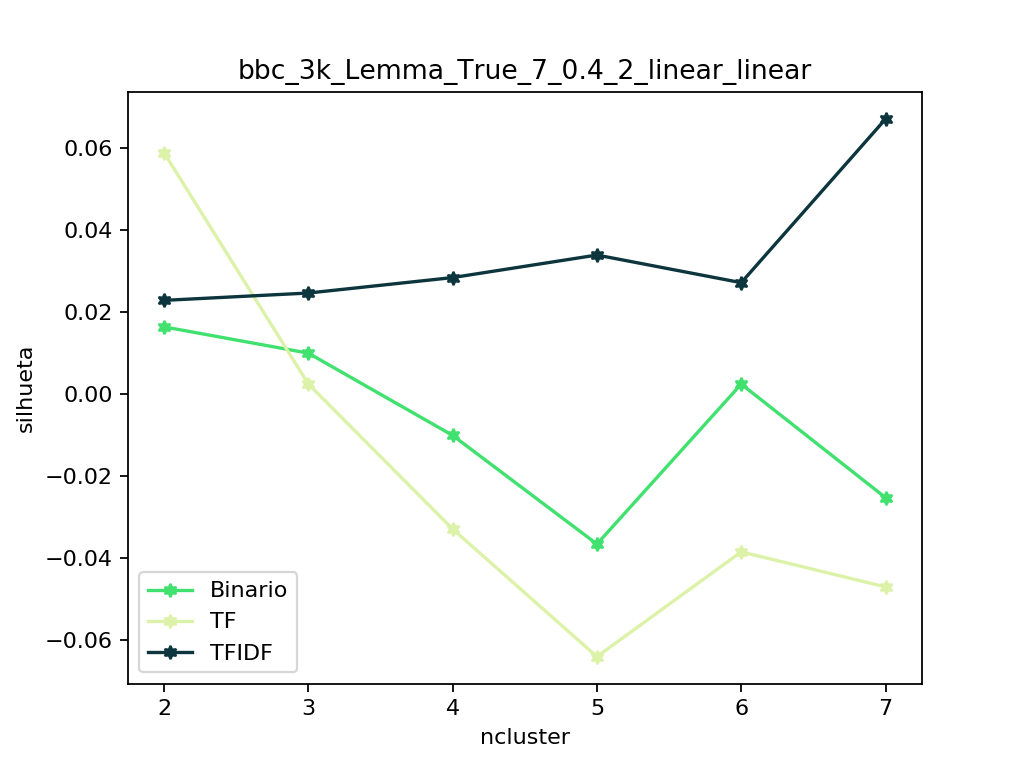 bbc_3k_Lemma_True_7_0.4_2_linear_linear
silhueta
0.06
0.04
0.02
0.00
−0.02
−0.04
−0.06
Binario
TF
TFIDF
2 3 4 5 6 7
ncluster